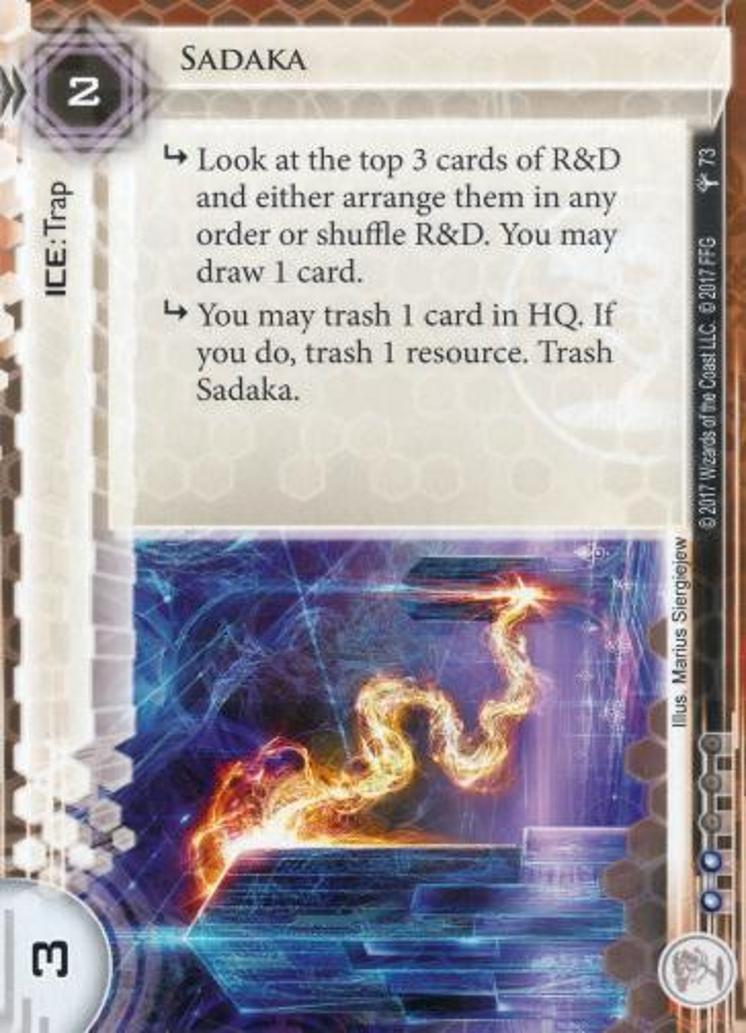 SADAKA
2
ICE: Trap
↳ Look at the top 3 cards of R&D
and either arrange them in any
order or shuffle R&D. You may
draw 1 card.
↳ You may trash 1 card in HQ. If
you do, trash 1 resource. Trash
Sadaka.
© 2017 Wizards of the Coast LLC. © 2017 FFG 73
Illus. Marius Siergiejew
3